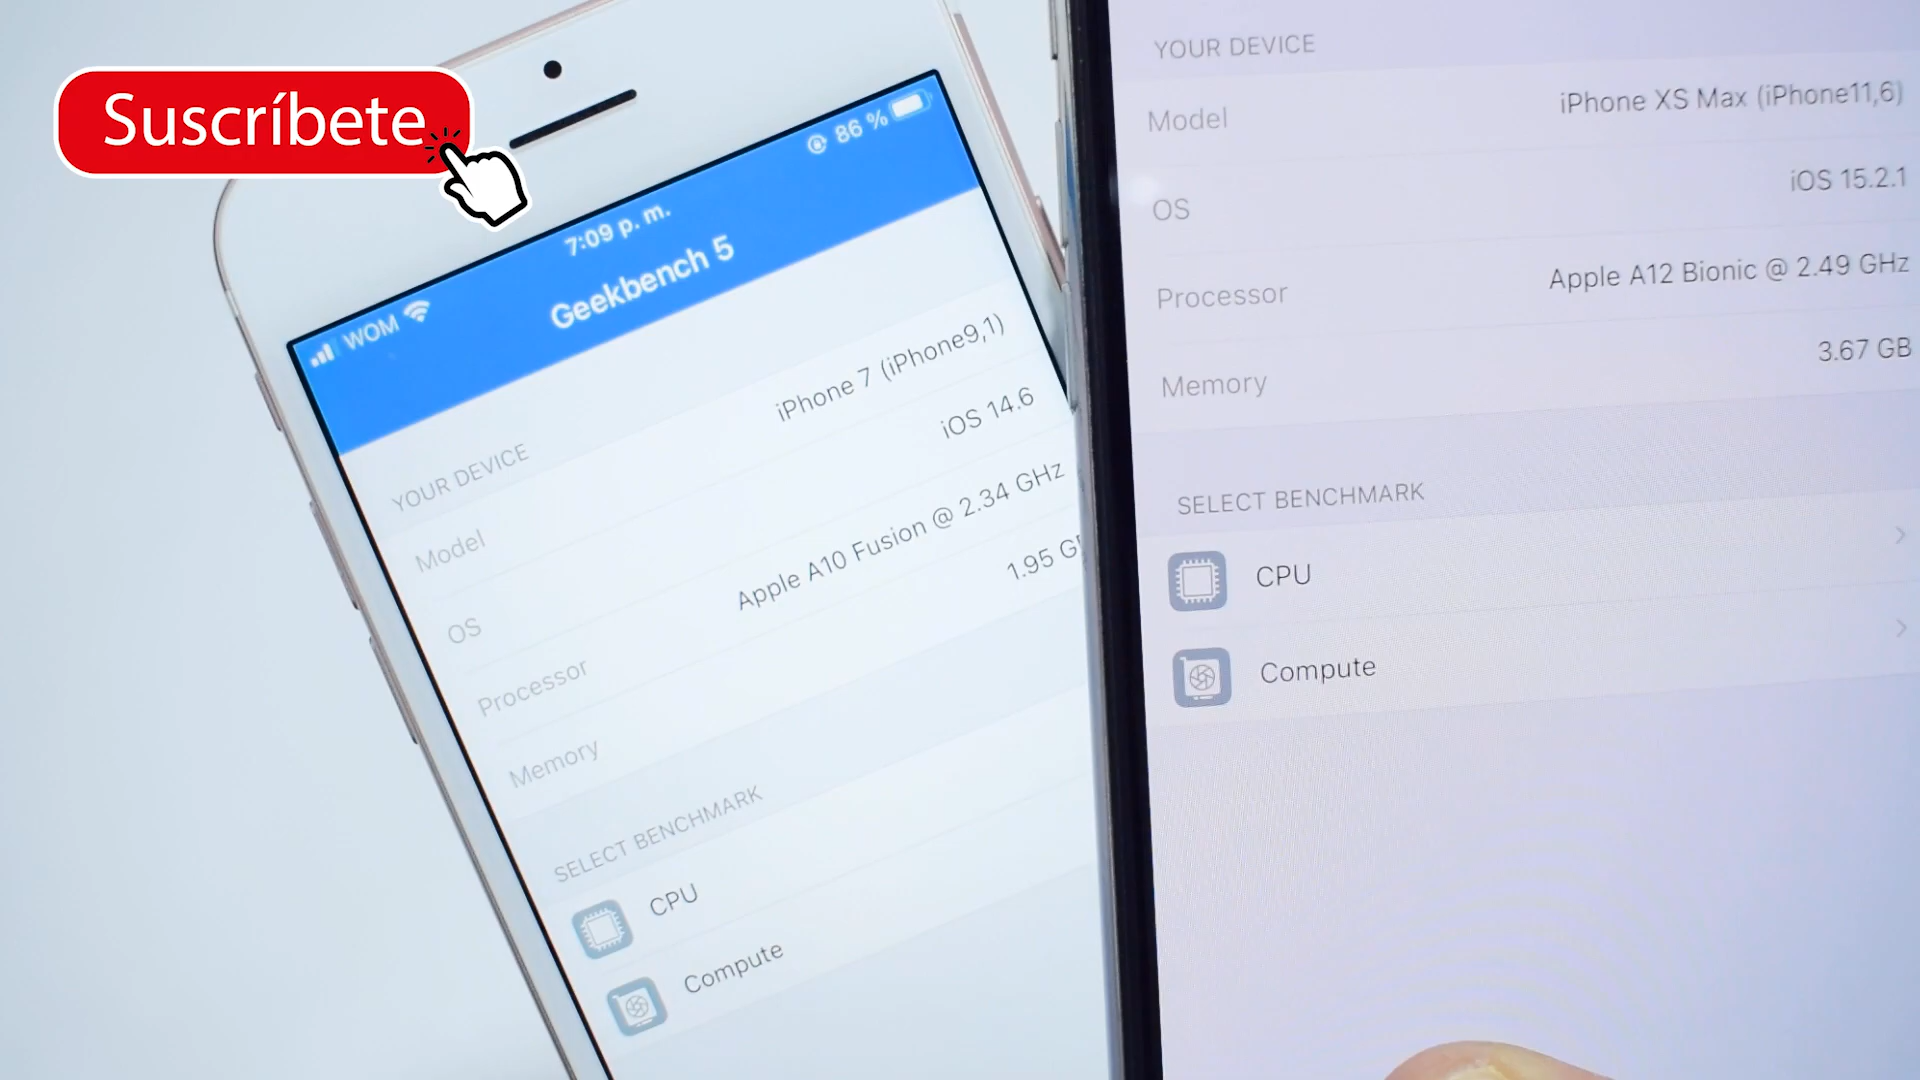 Suscríbete
WOM
7:09 p. m.
86 %
Geekbench 5
YOUR DEVICE
Model
iPhone 7 (iPhone9,1)
OS
iOS 14.6
Processor
Apple A10 Fusion @ 2.34 GHz
Memory
1.95
SELECT BENCHMARK
CPU
Compute
YOUR DEVICE
Model
iPhone XS Max (iPhone11,6)
OS
iOS 15.2.1
Processor
Apple A12 Bionic @ 2.49 GHz
Memory
3.67 GB
SELECT BENCHMARK
CPU
Compute